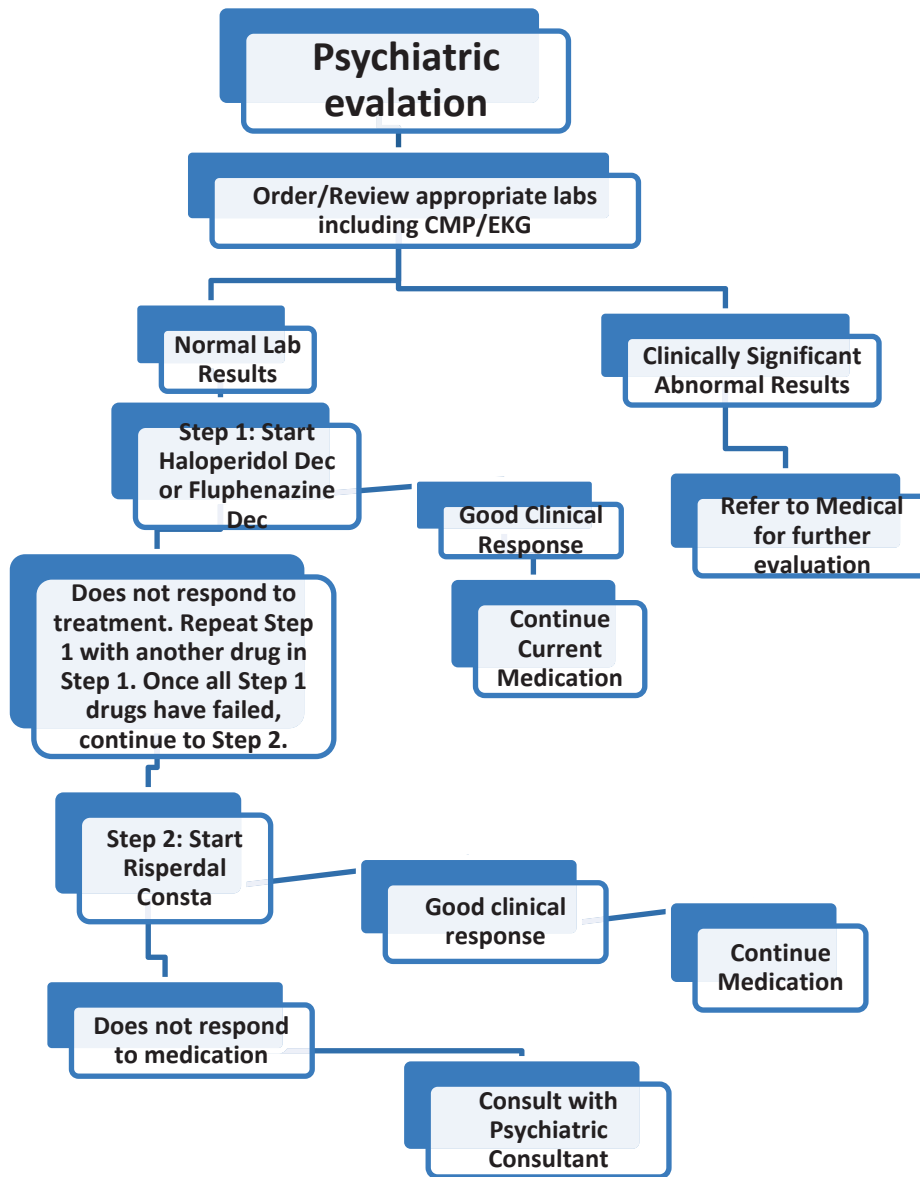 Psychiatric
evalation
Order/Review appropriate labs
including CMP/EKG
Normal Lab
Results
Clinically Significant
Abnormal Results
Step 1: Start
Haloperidol Dec
or Fluphenazine
Dec
Good Clinical
Response
Refer to Medical
for further
evaluation
Does not respond to
treatment. Repeat Step
1 with another drug in
Step 1. Once all Step 1
drugs have failed,
continue to Step 2.
Continue
Current
Medication
Step 2: Start
Risperdal
Consta
Good clinical
response
Continue
Medication
Does not respond
to medication
Consult with
Psychiatric
Consultant